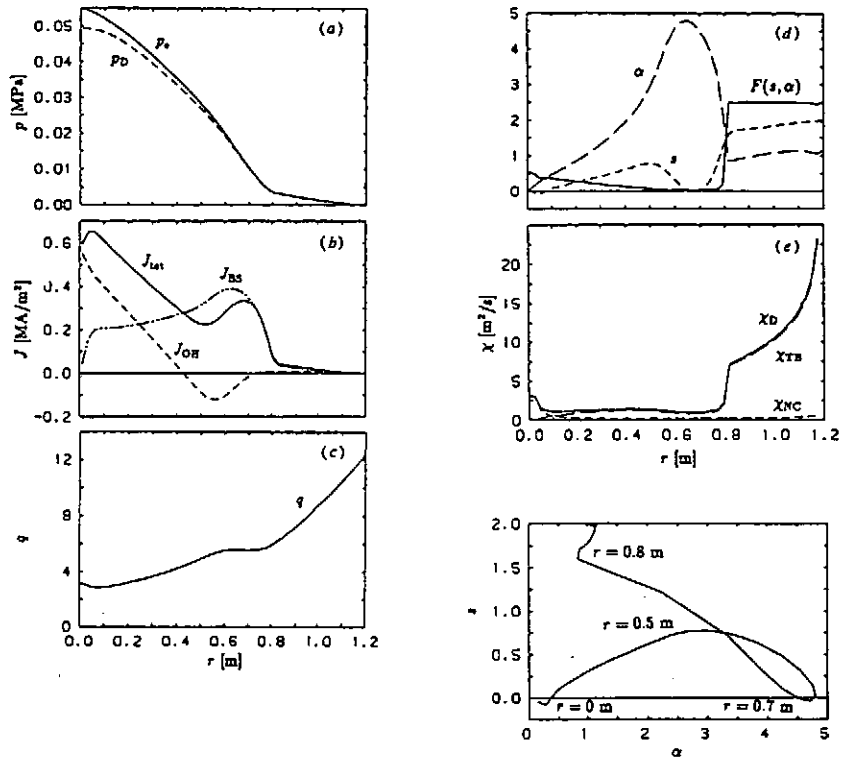 (a)
p [MPa]
0.05
0.04
0.03
0.02
0.01
0.00
p_e
p_D
(b)
J [MA/m²]
0.6
0.4
0.2
0.0
-0.2
J_tot
J_BS
J_OH
(c)
q
12
8
4
0
q
0.0 0.2 0.4 0.6 0.8 1.0 1.2
r [m]
(d)
5
4
3
2
1
0
α
s
F(s,α)
(e)
χ [m²/s]
20
15
10
5
0
χ_D
χ_TB
χ_NC
0.0 0.2 0.4 0.6 0.8 1.0 1.2
r [m]
s
2.0
1.5
1.0
0.5
0.0
r = 0.8 m
r = 0.5 m
r = 0 m
r = 0.7 m
0 1 2 3 4 5
α